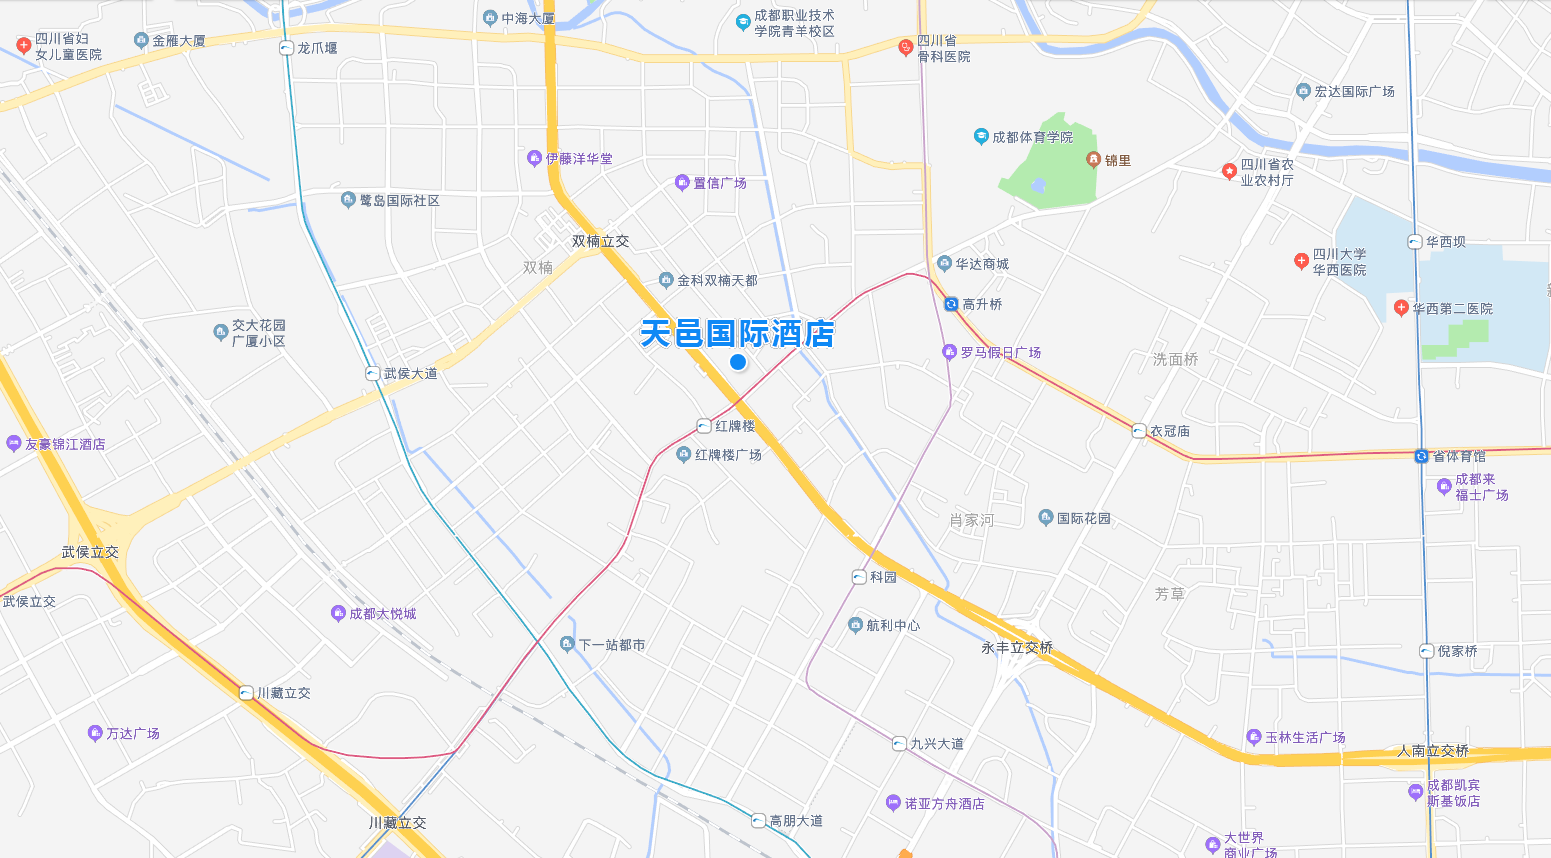 中海大厦
成都职业技术
学院青羊校区
四川省妇
女儿童医院
金雁大厦
龙爪堰
四川省
骨科医院
宏达国际广场
成都体育学院
锦里
伊藤洋华堂
置信广场
四川省农
业农村厅
鹭岛国际社区
双楠立交
华西坝
双楠
金科双楠天都
华达商城
四川大学
华西医院
高升桥
华西第二医院
交大花园
广厦小区
天邑国际酒店
罗马假日广场
洗面桥
武侯大道
红牌楼
衣冠庙
友豪锦江酒店
红牌楼广场
省体育馆
成都来
福士广场
肖家河
国际花园
武侯立交
科园
芳草
武侯立交
成都大悦城
航利中心
下一站都市
永丰立交桥
倪家桥
川藏立交
万达广场
九兴大道
玉林生活广场
人南立交桥
成都凯宾
斯基饭店
诺亚方舟酒店
川藏立交
高朋大道
大世界
商业广场